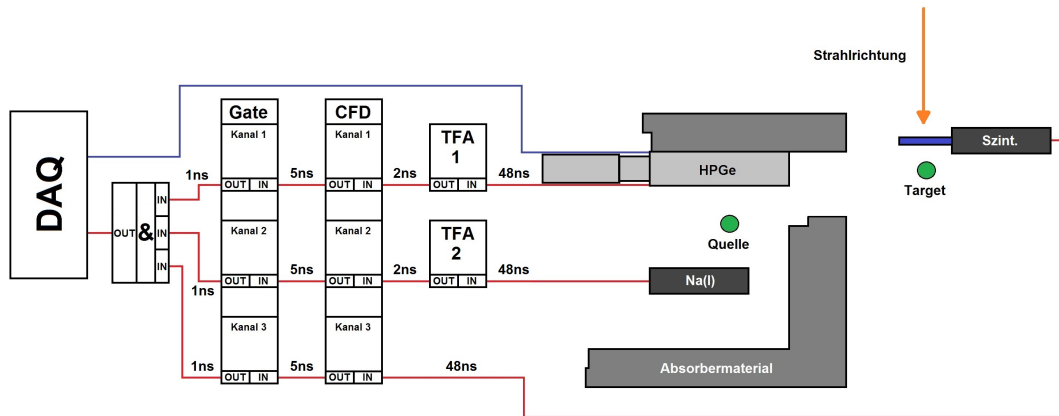 Strahlrichtung
Gate
CFD
Kanal 1
Kanal 1
TFA
1
Szint.
DAQ
HPGe
1ns
5ns
2ns
48ns
OUT
IN
OUT
IN
OUT
IN
Target
IN
OUT
&
IN
IN
Kanal 2
Kanal 2
TFA
2
Quelle
5ns
2ns
48ns
OUT
IN
OUT
IN
OUT
IN
Na(I)
1ns
Kanal 3
Kanal 3
1ns
5ns
48ns
OUT
IN
OUT
IN
Absorbermaterial